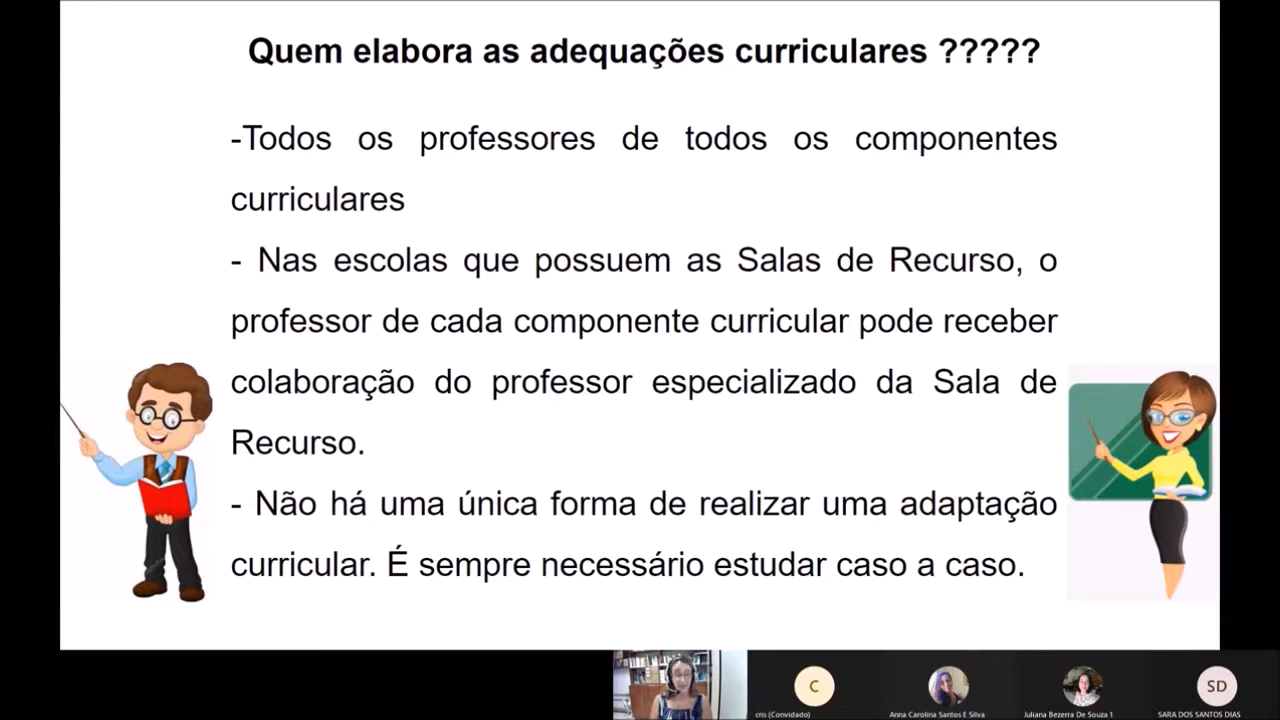 Quem elabora as adequações curriculares ?????
-Todos os professores de todos os componentes
curriculares
- Nas escolas que possuem as Salas de Recurso, o
professor de cada componente curricular pode receber
colaboração do professor especializado da Sala de
Recurso.
- Não há uma única forma de realizar uma adaptação
curricular. É sempre necessário estudar caso a caso.
C
SD
cris (Convidado)
Anna Carolina Santos E Silva
Juliana Bezerra De Souza 1
SARA DOS SANTOS DIAS